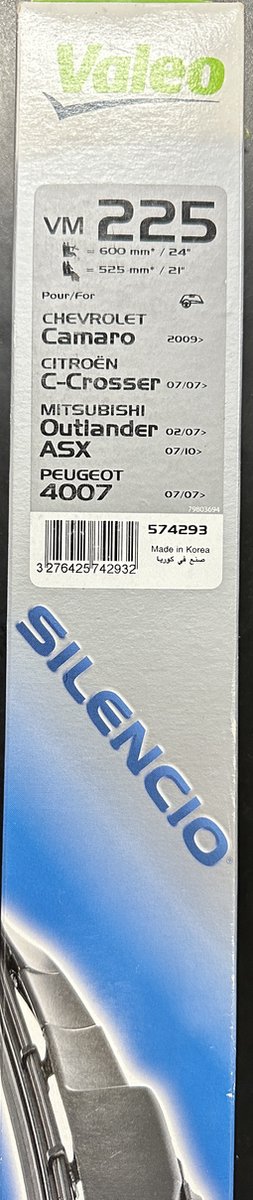 Valeo
VM 225
= 600 mm* / 24"
= 525 mm* / 21"
Pour/For
CHEVROLET
Camaro 2009>
CITROËN
C-Crosser 07/07>
MITSUBISHI
Outlander 02/07>
ASX 07/10>
PEUGEOT
4007 07/07>
79803694
574293
Made in Korea
صنع في كوريا
3 276425 742932
SILENCIO